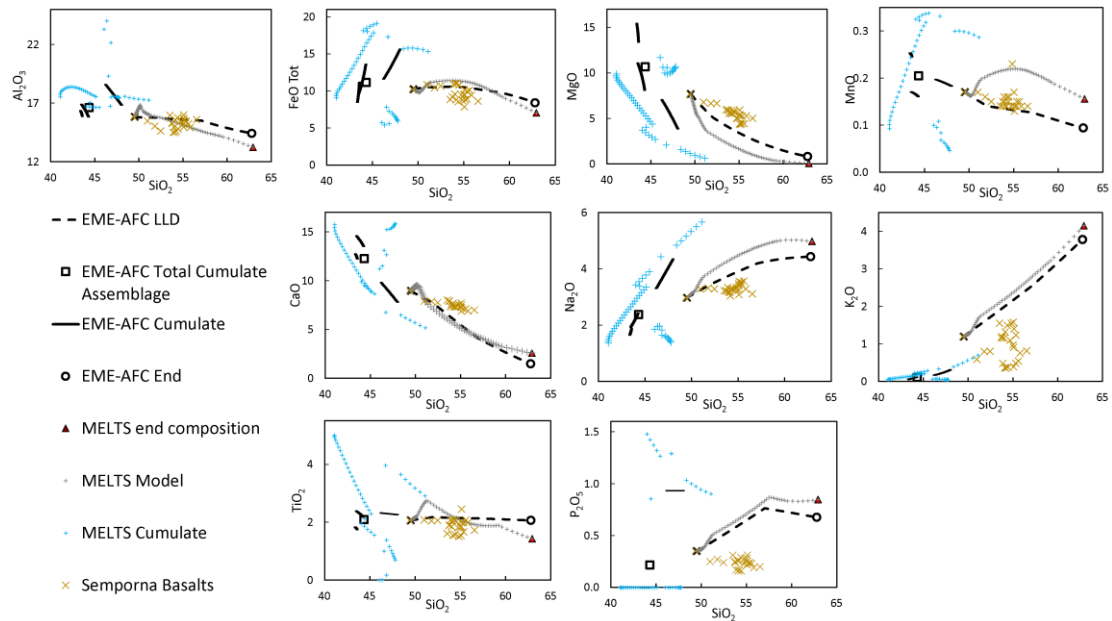 Al₂O₃
22
17
12
40 45 50 55 60 65
SiO₂
FeO Tot
20
15
10
5
0
40 45 50 55 60 65
SiO₂
MgO
15
10
5
0
40 45 50 55 60 65
SiO₂
MnO
0.3
0.2
0.1
0.0
40 45 50 55 60 65
SiO₂
EME-AFC LLD
EME-AFC Total Cumulate
Assemblage
EME-AFC Cumulate
EME-AFC End
MELTS end composition
MELTS Model
MELTS Cumulate
Semporna Basalts
CaO
15
10
5
0
40 45 50 55 60 65
SiO₂
Na₂O
6
4
2
0
40 45 50 55 60 65
SiO₂
K₂O
4
3
2
1
0
40 45 50 55 60 65
SiO₂
TiO₂
4
2
0
40 45 50 55 60 65
SiO₂
P₂O₅
1.5
1.0
0.5
0.0
40 45 50 55 60 65
SiO₂